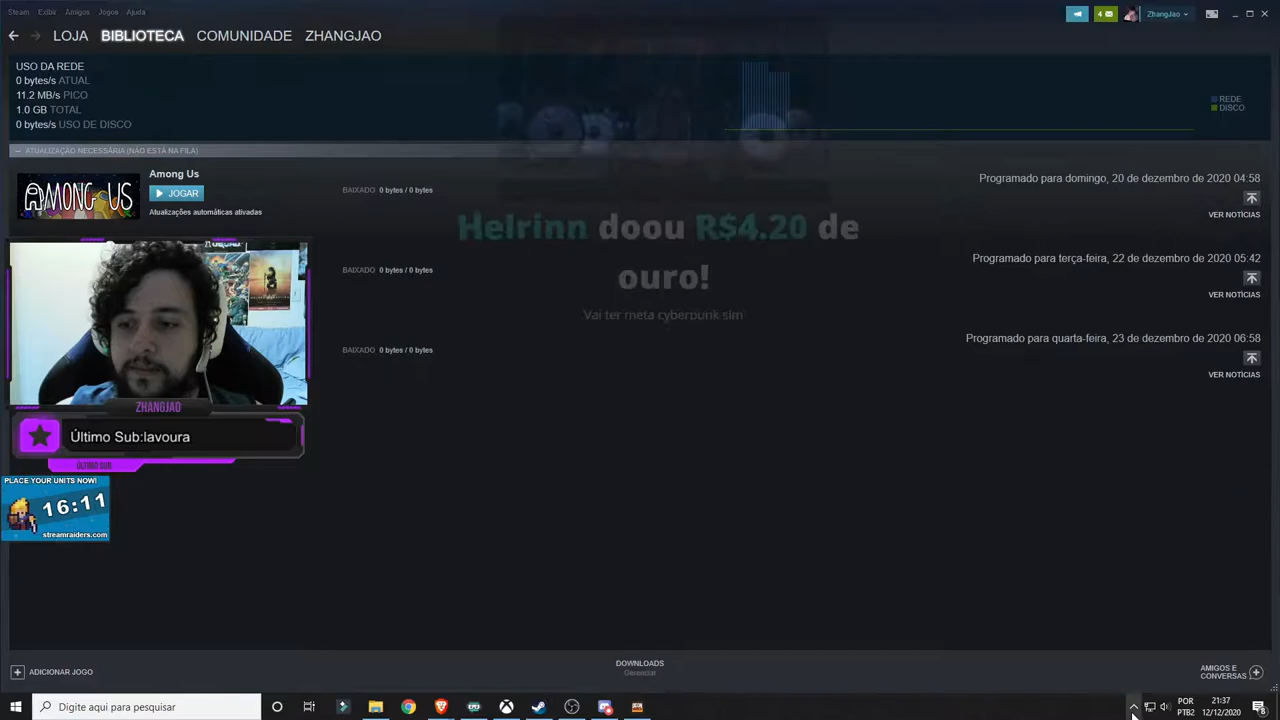 Steam Exibir Amigos Jogos Ajuda
4
ZhangJao
LOJA BIBLIOTECA COMUNIDADE ZHANGJAO
USO DA REDE
0 bytes/s ATUAL
11.2 MB/s PICO
1.0 GB TOTAL
0 bytes/s USO DE DISCO
REDE
DISCO
ATUALIZAÇÃO NECESSÁRIA (NÃO ESTÁ NA FILA)
AMONG US
Among Us
JOGAR
Atualizações automáticas ativadas
BAIXADO 0 bytes / 0 bytes
Programado para domingo, 20 de dezembro de 2020 04:58
VER NOTÍCIAS
Helrinn doou R$4.20 de
ouro!
Vai ter meta cyberpunk sim
BAIXADO 0 bytes / 0 bytes
Programado para terça-feira, 22 de dezembro de 2020 05:42
VER NOTÍCIAS
BAIXADO 0 bytes / 0 bytes
Programado para quarta-feira, 23 de dezembro de 2020 06:58
VER NOTÍCIAS
ZHANGJAO
Último Sub:lavoura
ÚLTIMO SUB
PLACE YOUR UNITS NOW!
16:11
streamraiders.com
ADICIONAR JOGO
DOWNLOADS
Gerenciar
AMIGOS E
CONVERSAS
Digite aqui para pesquisar
POR
PTB2
21:37
12/12/2020